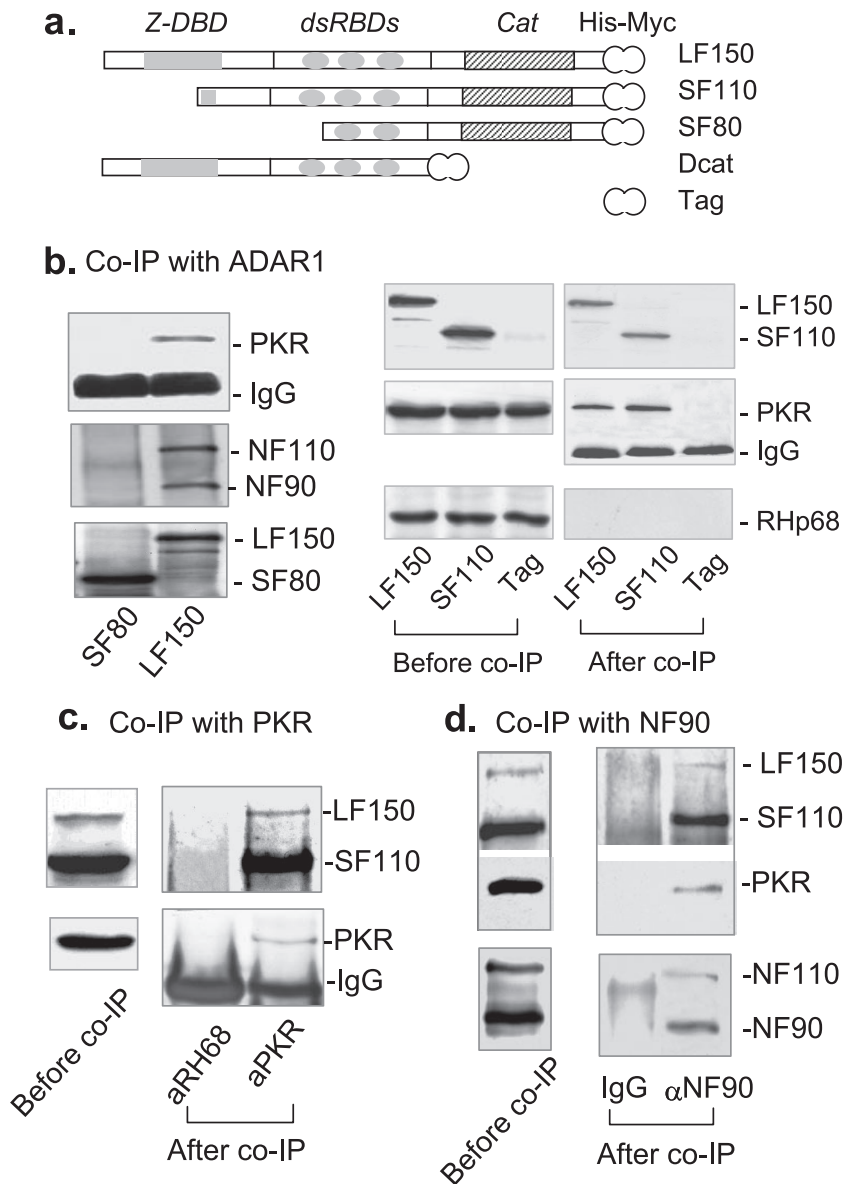 a.
Z-DBD dsRBDs Cat His-Myc
LF150
SF110
SF80
Dcat
Tag
b. Co-IP with ADAR1
- PKR
- IgG
- NF110
- NF90
- LF150
- SF80
SF80 LF150
- LF150
- SF110
- PKR
- IgG
- RHp68
LF150 SF110 Tag LF150 SF110 Tag
Before co-IP After co-IP
c. Co-IP with PKR
-LF150
-SF110
-PKR
-IgG
Before co-IP aRH68 aPKR
After co-IP
d. Co-IP with NF90
- LF150
- SF110
-PKR
-NF110
-NF90
Before co-IP IgG αNF90
After co-IP